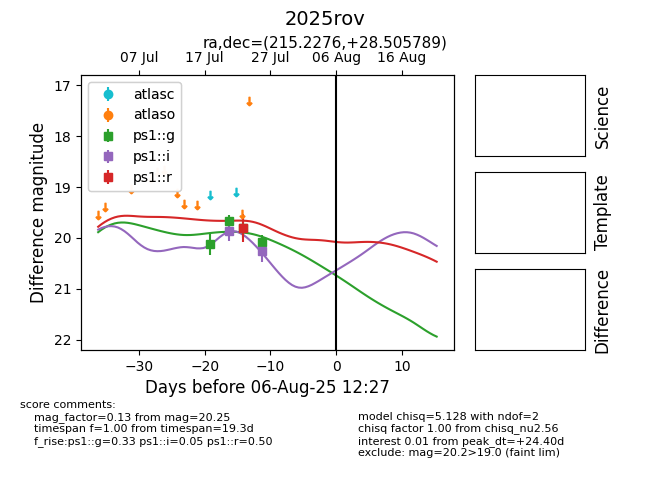 2025rov
ra,dec=(215.2276,+28.505789)
07 Jul 17 Jul 27 Jul 06 Aug 16 Aug
17
18
19
20
21
22
Difference magnitude
atlasc
atlaso
ps1::g
ps1::i
ps1::r
−30 −20 −10 0 10
Days before 06-Aug-25 12:27
Science
Template
Difference
score comments:
mag_factor=0.13 from mag=20.25
timespan f=1.00 from timespan=19.3d
f_rise:ps1::g=0.33 ps1::i=0.05 ps1::r=0.50
model chisq=5.128 with ndof=2
chisq factor 1.00 from chisq_nu2.56
interest 0.01 from peak_dt=+24.40d
exclude: mag=20.2>19.0 (faint lim)